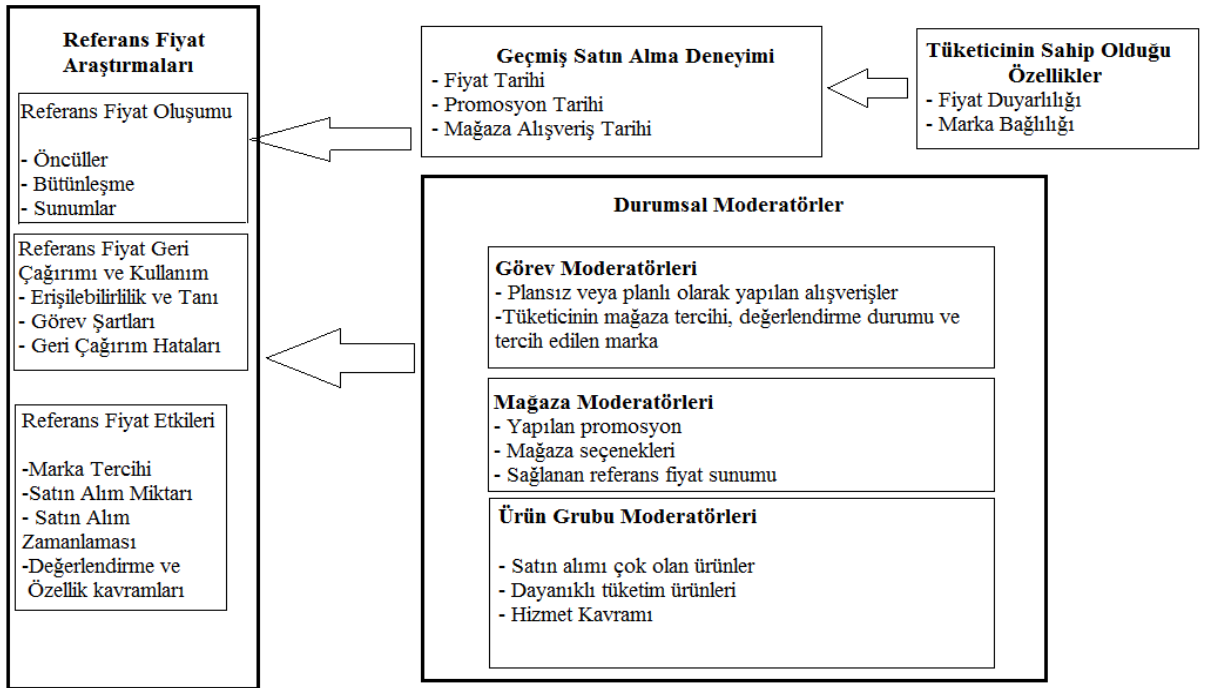 Referans Fiyat
Araştırmaları
Referans Fiyat Oluşumu
- Öncüller
- Bütünleşme
- Sunumlar
Referans Fiyat Geri
Çağırımı ve Kullanım
- Erişilebilirlilik ve Tanı
- Görev Şartları
- Geri Çağırım Hataları
Referans Fiyat Etkileri
-Marka Tercihi
-Satın Alım Miktarı
- Satın Alım
Zamanlaması
-Değerlendirme ve
Özellik kavramları
Geçmiş Satın Alma Deneyimi
- Fiyat Tarihi
- Promosyon Tarihi
- Mağaza Alışveriş Tarihi
Tüketicinin Sahip Olduğu
Özellikler
- Fiyat Duyarlılığı
- Marka Bağlılığı
Durumsal Moderatörler
Görev Moderatörleri
- Plansız veya planlı olarak yapılan alışverişler
-Tüketicinin mağaza tercihi, değerlendirme durumu ve
tercih edilen marka
Mağaza Moderatörleri
- Yapılan promosyon
- Mağaza seçenekleri
- Sağlanan referans fiyat sunumu
Ürün Grubu Moderatörleri
- Satın alımı çok olan ürünler
- Dayanıklı tüketim ürünleri
- Hizmet Kavramı